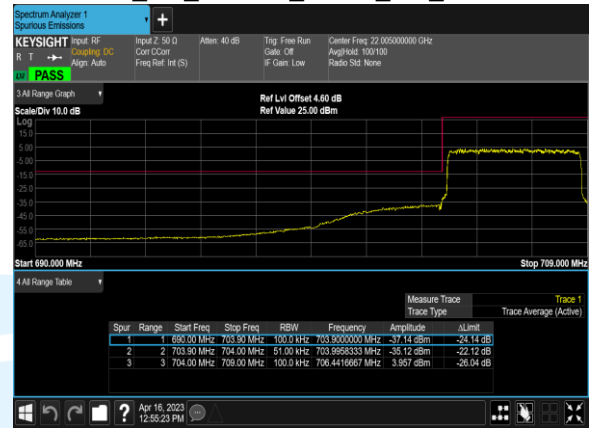 Spectrum Analyzer 1
Spurious Emissions
KEYSIGHT Input: RF Input Z: 50 Ω Atten: 40 dB Trig: Free Run Center Freq: 22.005000000 GHz
R T Coupling: DC Corr CCorr Gate: Off Avg|Hold: 100/100
Align: Auto Freq Ref: Int (S) IF Gain: Low Radio Std: None
PASS
3 All Range Graph
Scale/Div 10.0 dB Ref Lvl Offset 4.60 dB
Ref Value 25.00 dBm
Log
15.0
5.00
-5.00
-15.0
-25.0
-35.0
-45.0
-55.0
-65.0
Start 690.000 MHz Stop 709.000 MHz
4 All Range Table
Measure Trace Trace 1
Trace Type Trace Average (Active)
Spur Range Start Freq Stop Freq RBW Frequency Amplitude ΔLimit
1 1 690.00 MHz 703.90 MHz 100.0 kHz 703.9000000 MHz -37.14 dBm -24.14 dB
2 2 703.90 MHz 704.00 MHz 51.00 kHz 703.9958333 MHz -35.12 dBm -22.12 dB
3 3 704.00 MHz 709.00 MHz 100.0 kHz 706.4416667 MHz 3.957 dBm -26.04 dB
? Apr 16, 2023
12:55:23 PM